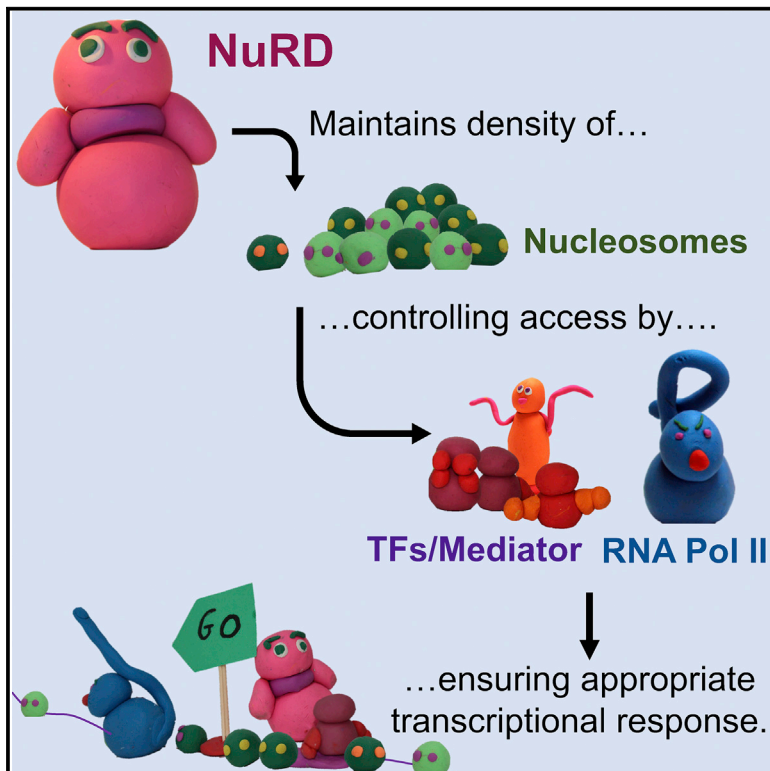 NuRD
Maintains density of…
Nucleosomes
…controlling access by….
TFs/Mediator RNA Pol II
GO
…ensuring appropriate
transcriptional response.